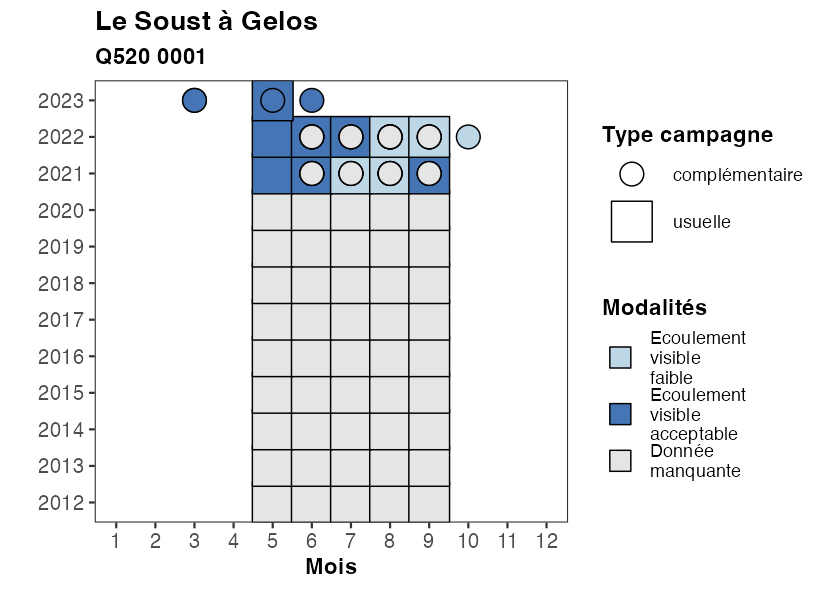 Le Soust à Gelos
Q520 0001
2023
2022
2021
2020
2019
2018
2017
2016
2015
2014
2013
2012
1 2 3 4 5 6 7 8 9 10 11 12
Mois
Type campagne
complémentaire
usuelle
Modalités
Ecoulement
visible
faible
Ecoulement
visible
acceptable
Donnée
manquante